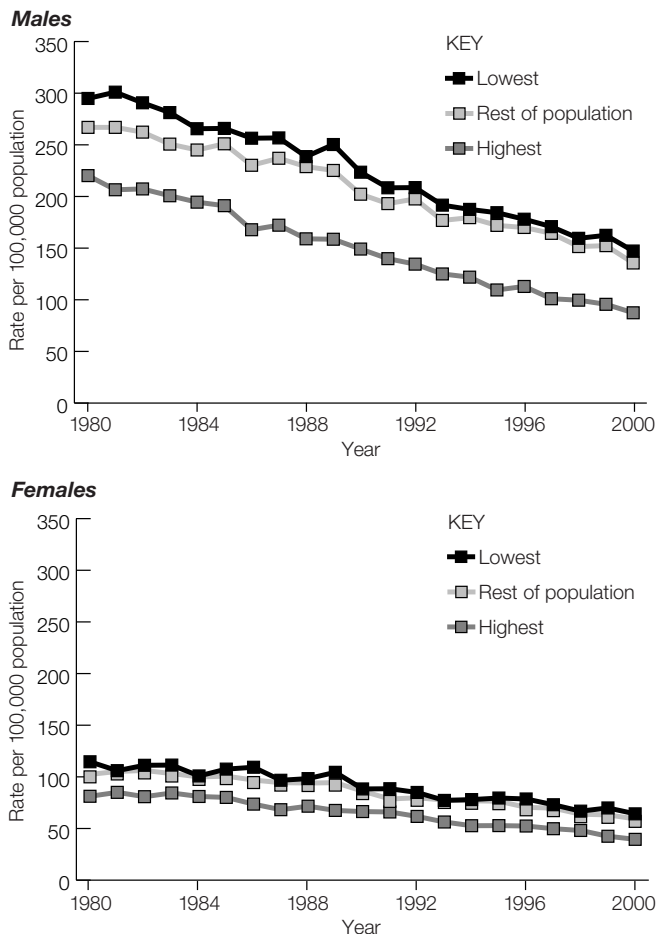 Males
350
300
250
200
150
100
50
0
Rate per 100,000 population
1980 1984 1988 1992 1996 2000
Year
KEY
Lowest
Rest of population
Highest
Females
350
300
250
200
150
100
50
0
Rate per 100,000 population
1980 1984 1988 1992 1996 2000
Year
KEY
Lowest
Rest of population
Highest